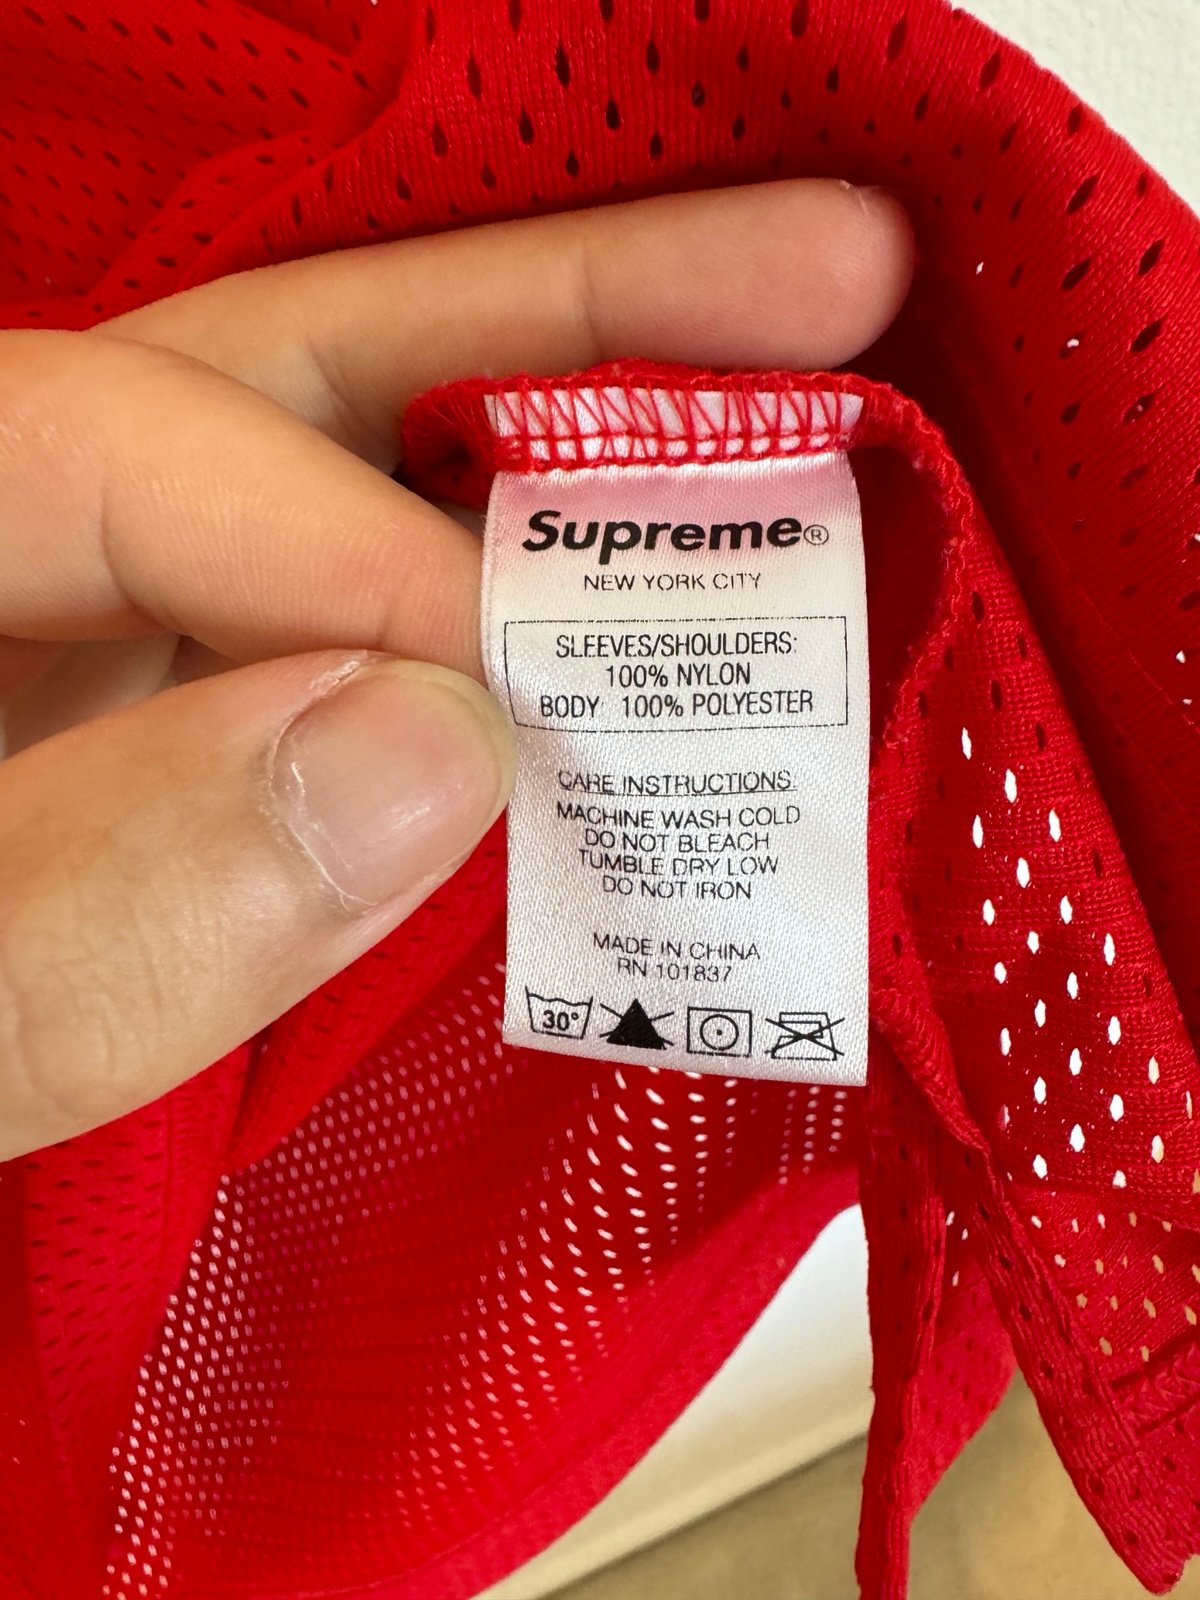 Supreme®
NEW YORK CITY
SLEEVES/SHOULDERS:
100% NYLON
BODY: 100% POLYESTER
CARE INSTRUCTIONS:
MACHINE WASH COLD
DO NOT BLEACH
TUMBLE DRY LOW
DO NOT IRON
MADE IN CHINA
RN 101837
30°